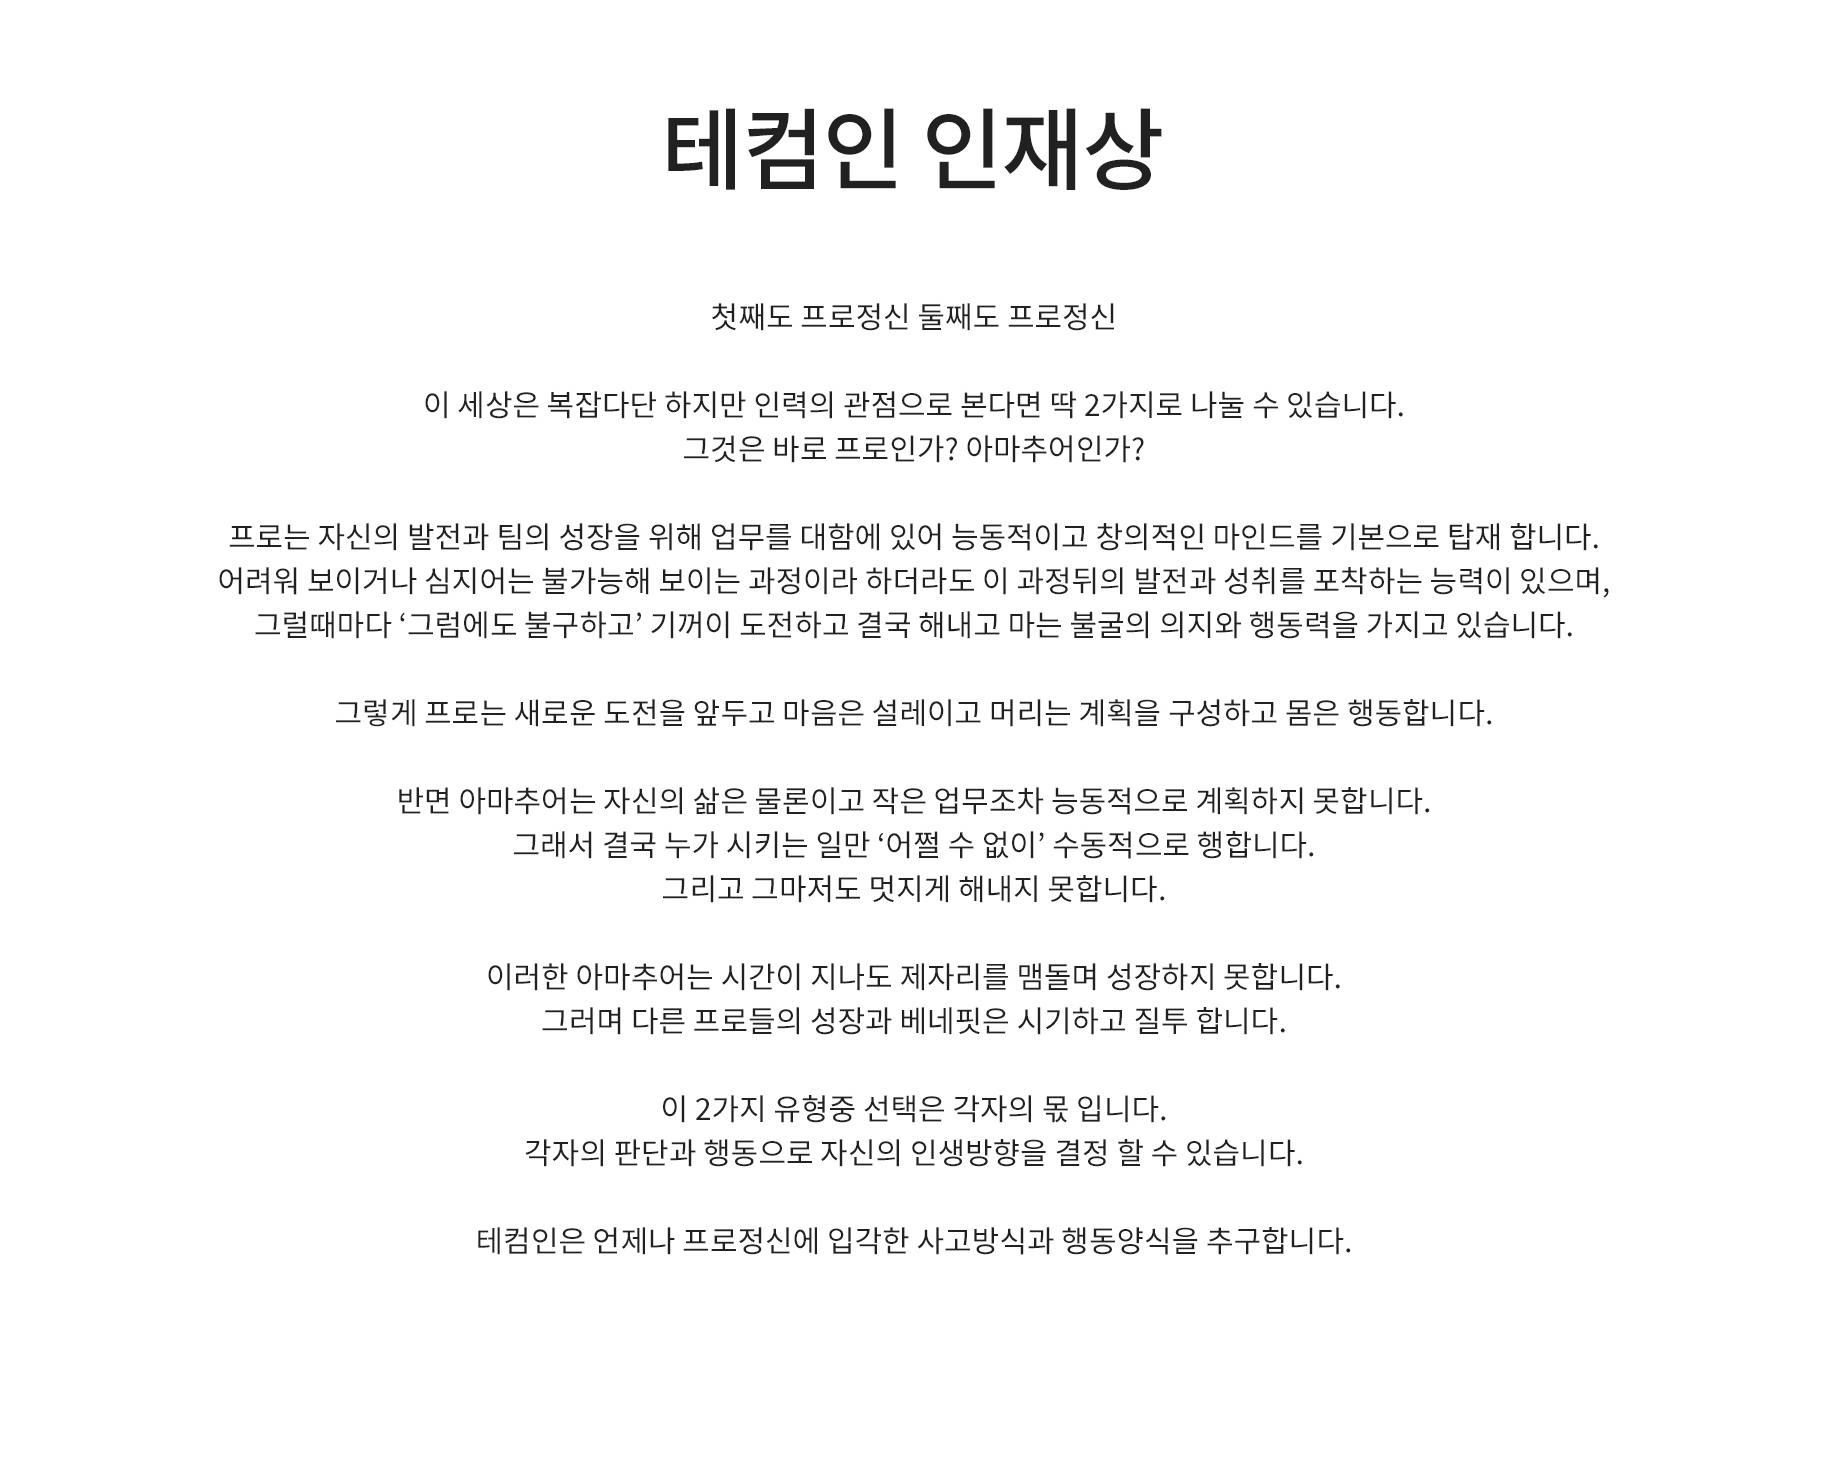 테컴인 인재상
첫째도 프로정신 둘째도 프로정신
이 세상은 복잡다단 하지만 인력의 관점으로 본다면 딱 2가지로 나눌 수 있습니다.
그것은 바로 프로인가? 아마추어인가?
프로는 자신의 발전과 팀의 성장을 위해 업무를 대함에 있어 능동적이고 창의적인 마인드를 기본으로 탑재 합니다.
어려워 보이거나 심지어는 불가능해 보이는 과정이라 하더라도 이 과정뒤의 발전과 성취를 포착하는 능력이 있으며,
그럴때마다 ‘그럼에도 불구하고’ 기꺼이 도전하고 결국 해내고 마는 불굴의 의지와 행동력을 가지고 있습니다.
그렇게 프로는 새로운 도전을 앞두고 마음은 설레이고 머리는 계획을 구성하고 몸은 행동합니다.
반면 아마추어는 자신의 삶은 물론이고 작은 업무조차 능동적으로 계획하지 못합니다.
그래서 결국 누가 시키는 일만 ‘어쩔 수 없이’ 수동적으로 행합니다.
그리고 그마저도 멋지게 해내지 못합니다.
이러한 아마추어는 시간이 지나도 제자리를 맴돌며 성장하지 못합니다.
그러며 다른 프로들의 성장과 베네핏은 시기하고 질투 합니다.
이 2가지 유형중 선택은 각자의 몫 입니다.
각자의 판단과 행동으로 자신의 인생방향을 결정 할 수 있습니다.
테컴인은 언제나 프로정신에 입각한 사고방식과 행동양식을 추구합니다.